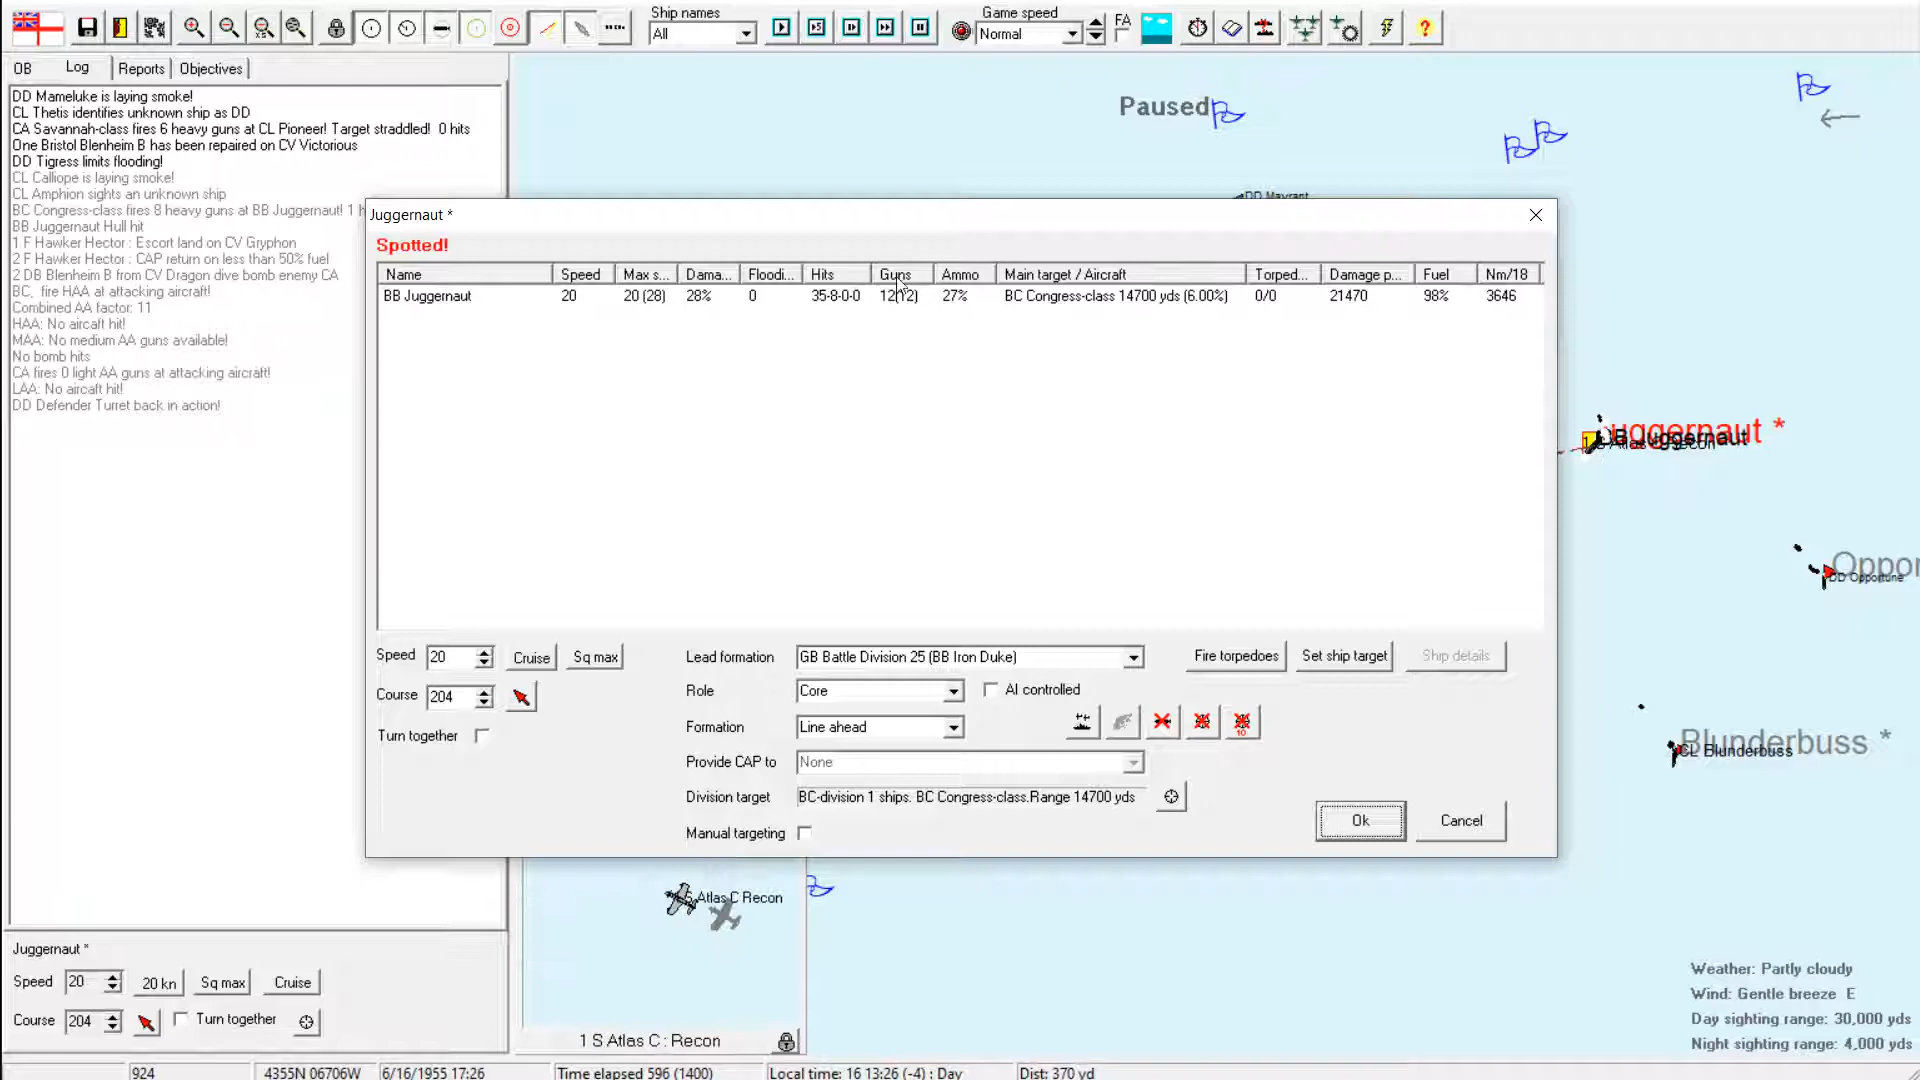 Ship names
All
Game speed
Normal
FA
OB
Log
Reports
Objectives
DD Mameluke is laying smoke!
CL Thetis identifies unknown ship as DD
CA Savannah-class fires 6 heavy guns at CL Pioneer! Target straddled!  0 hits
One Bristol Blenheim B has been repaired on CV Victorious
DD Tigress limits flooding!
CL Calliope is laying smoke!
CL Amphion sights an unknown ship
BC Congress-class fires 8 heavy guns at BB Juggernaut! 1 h
BB Juggernaut Hull hit
1 F Hawker Hector : Escort land on CV Gryphon
2 F Hawker Hector : CAP return on less than 50% fuel
2 DB Blenheim B from CV Dragon dive bomb enemy CA
BC,  fire HAA at attacking aircraft!
Combined AA factor: 11
HAA: No aircaft hit!
MAA: No medium AA guns available!
No bomb hits
CA fires 0 light AA guns at attacking aircraft!
LAA: No aircaft hit!
DD Defender Turret back in action!
Paused
DD Mayrant
Juggernaut *
Spotted!
Name Speed Max s... Dama... Floodi... Hits Guns Ammo Main target / Aircraft Torped... Damage p... Fuel Nm/18
BB Juggernaut 20 20 (28) 28% 0 35-8-0-0 12(12) 27% BC Congress-class 14700 yds (6.00%) 0/0 21470 98% 3646
Speed 20 Cruise Sq max
Course 204
Turn together
Lead formation GB Battle Division 25 (BB Iron Duke)
Role Core AI controlled
Formation Line ahead
Provide CAP to None
Division target BC-division 1 ships. BC Congress-class.Range 14700 yds
Manual targeting
Fire torpedoes Set ship target Ship details
10
Ok Cancel
Juggernaut *
BB Juggernaut
Oppor
DD Opportune
Blunderbuss *
CL Blunderbuss
S Atlas C Recon
1 S Atlas C : Recon
Juggernaut *
Speed 20 20 kn Sq max Cruise
Course 204 Turn together
Weather: Partly cloudy
Wind: Gentle breeze  E
Day sighting range: 30,000 yds
Night sighting range: 4,000 yds
924 4355N 06706W 6/16/1955 17:26 Time elapsed 596 (1400) Local time: 16 13:26 (-4) : Day Dist: 370 yd